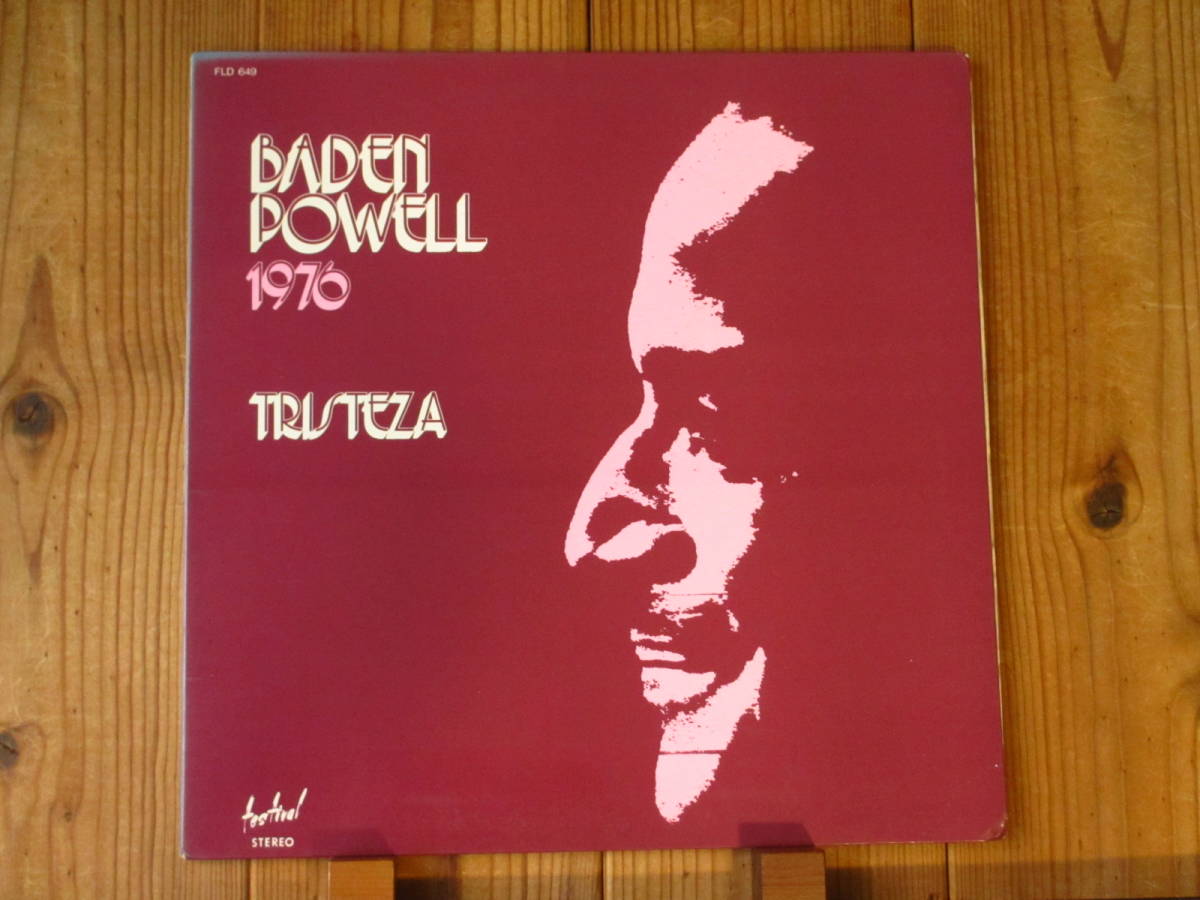 FLD 649
BADEN
POWELL
1976
TRISTEZA
festival
STEREO